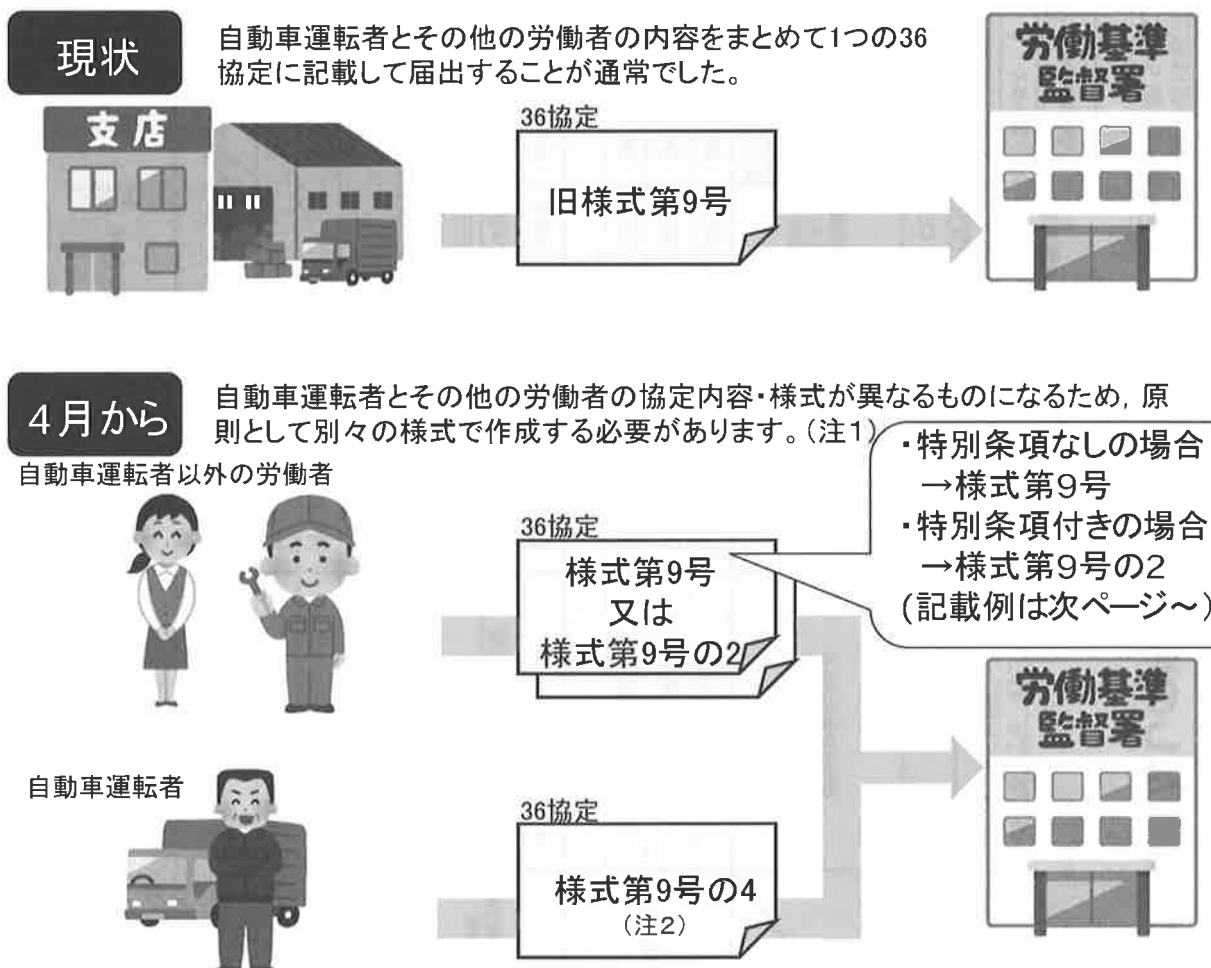 現状
自動車運転者とその他の労働者の内容をまとめて1つの36
協定に記載して届出することが通常でした。
支店
36協定
旧様式第9号
労働基準
監督署
4月から
自動車運転者とその他の労働者の協定内容・様式が異なるものになるため，原
則として別々の様式で作成する必要があります。（注1）
自動車運転者以外の労働者
36協定
様式第9号
又は
様式第9号の2
・特別条項なしの場合
→様式第9号
・特別条項付きの場合
→様式第9号の2
（記載例は次ページ～）
労働基準
監督署
自動車運転者
36協定
様式第9号の4
（注2）